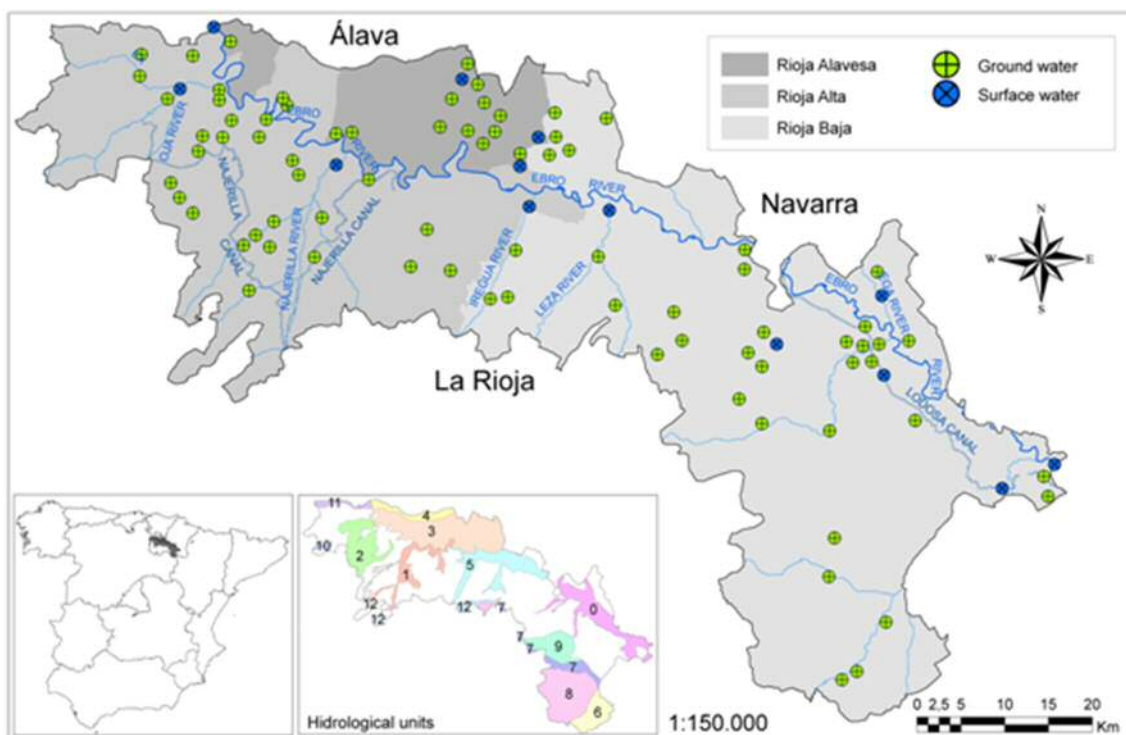 Álava
Rioja Alavesa
Rioja Alta
Rioja Baja
Ground water
Surface water
OJA RIVER
EBRO
RIVER
NAJERILLA
CANAL
NAJERILLA RIVER
NAJERILLA CANAL
EBRO
RIVER
Navarra
N
W
E
S
IREGUA RIVER
LEZA RIVER
EBRO
RIVER
EGA RIVER
La Rioja
LODOSA CANAL
11
4
3
2
10
1
5
12
12
12
7
0
7
7
9
7
8
6
Hidrological units
1:150.000
0 2,5 5 10 15 20
Km